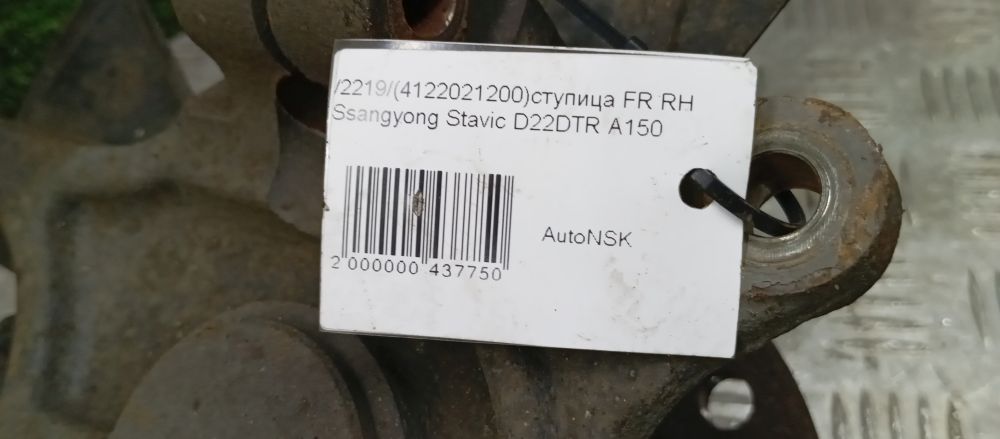 /2219/(4122021200)ступица FR RH
Ssangyong Stavic D22DTR A150
AutoNSK
2 000000 437750